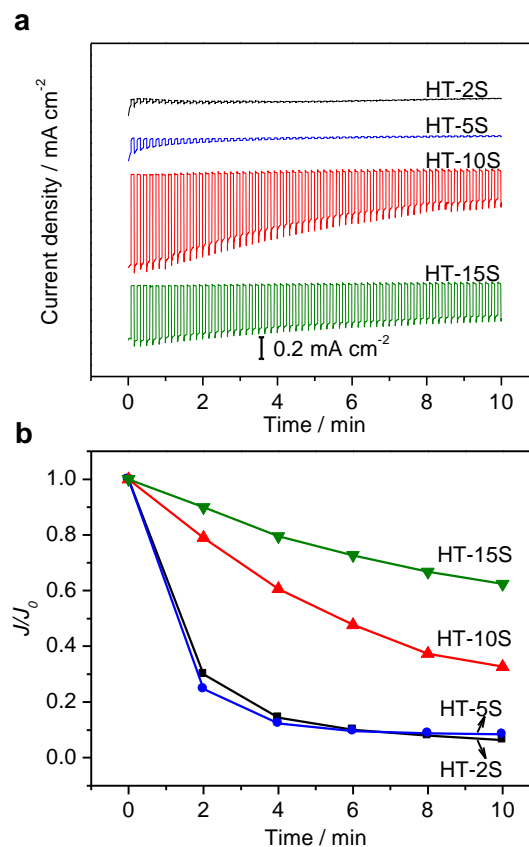 a
Current density / mA cm⁻²
HT-2S
HT-5S
HT-10S
HT-15S
0.2 mA cm⁻²
0 2 4 6 8 10
Time / min
b
J/J₀
1.0
0.8
0.6
0.4
0.2
0.0
HT-15S
HT-10S
HT-5S
HT-2S
0 2 4 6 8 10
Time / min